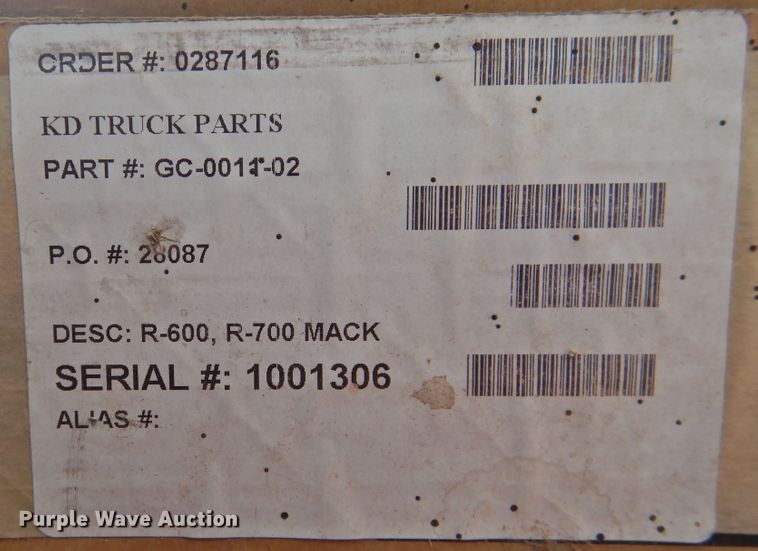 ORDER #: 0287116
KD TRUCK PARTS
PART #: GC-0011-02
P.O. #: 28087
DESC: R-600, R-700 MACK
SERIAL #: 1001306
ALIAS #:
Purple Wave Auction